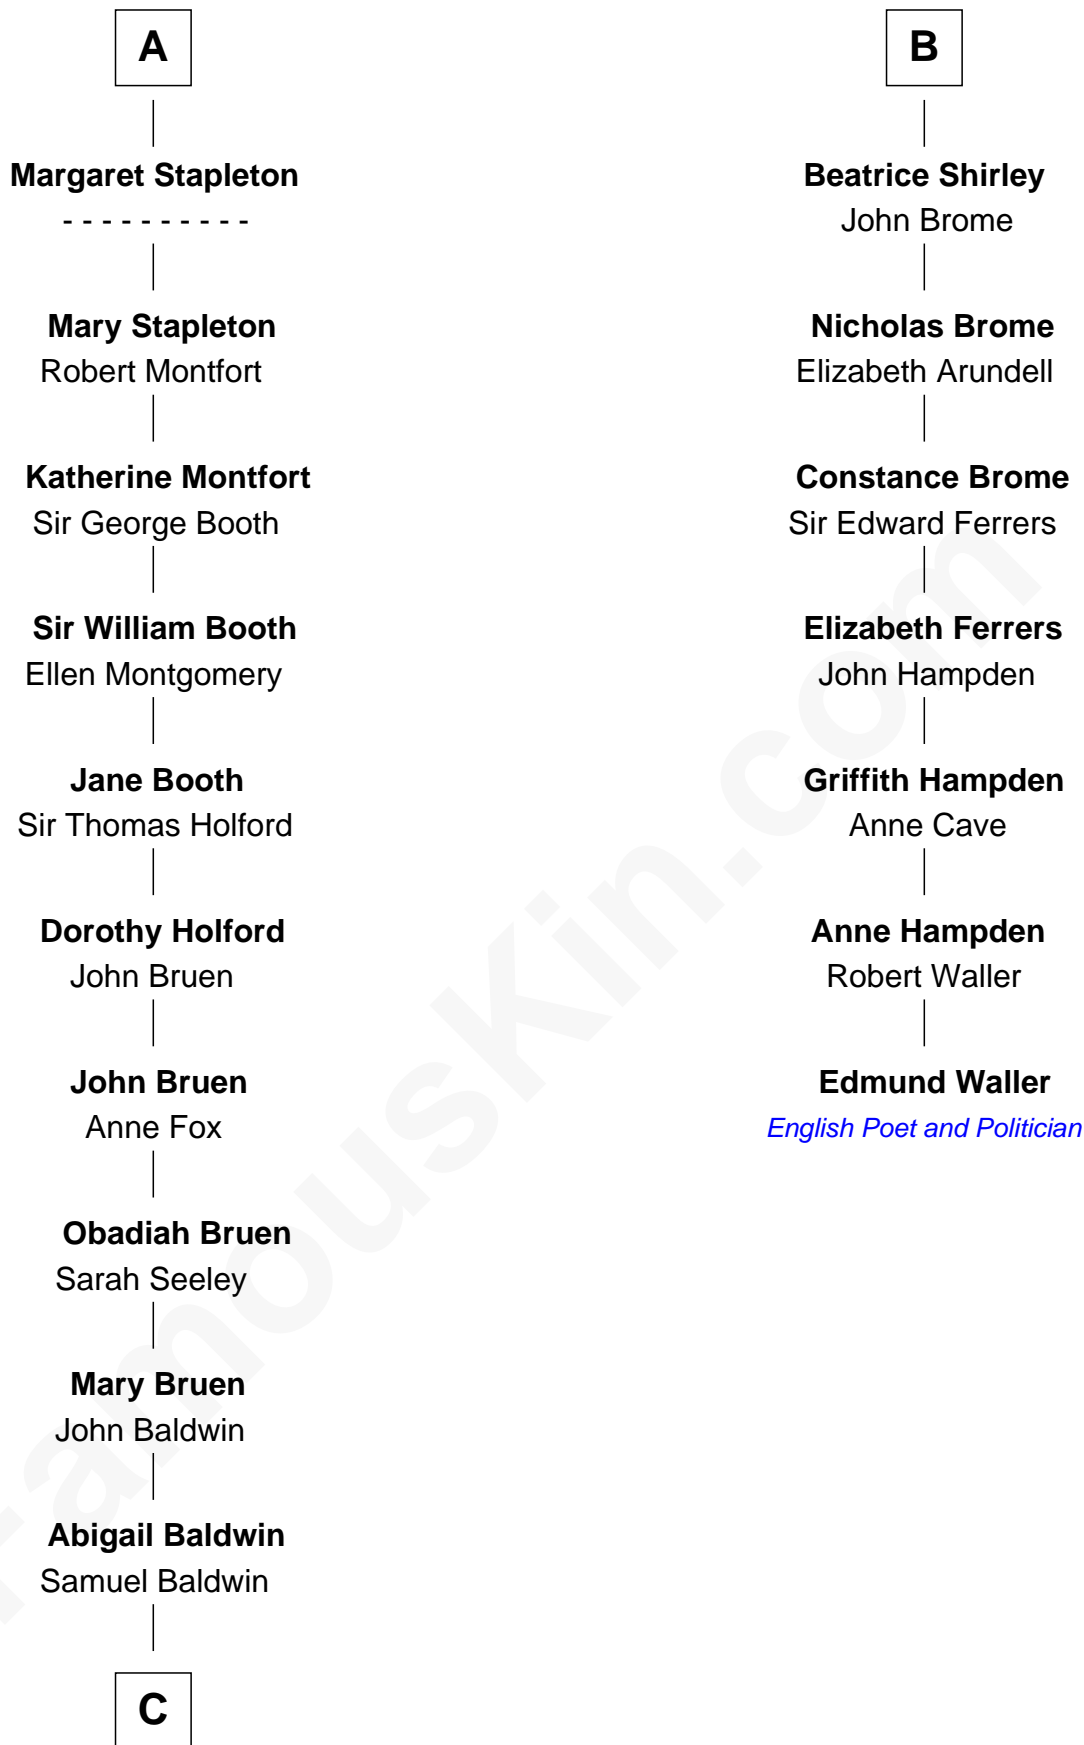 A
Margaret Stapleton
- - - - - - - - - -
Mary Stapleton
Robert Montfort
Katherine Montfort
Sir George Booth
Sir William Booth
Ellen Montgomery
Jane Booth
Sir Thomas Holford
Dorothy Holford
John Bruen
John Bruen
Anne Fox
Obadiah Bruen
Sarah Seeley
Mary Bruen
John Baldwin
Abigail Baldwin
Samuel Baldwin
C
B
Beatrice Shirley
John Brome
Nicholas Brome
Elizabeth Arundell
Constance Brome
Sir Edward Ferrers
Elizabeth Ferrers
John Hampden
Griffith Hampden
Anne Cave
Anne Hampden
Robert Waller
Edmund Waller
English Poet and Politician
FamousKin.com